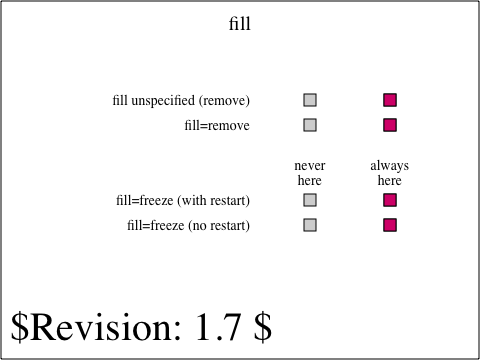 fill
fill unspecified (remove)
fill=remove
never always
here here
fill=freeze (with restart)
fill=freeze (no restart)
$Revision: 1.7 $